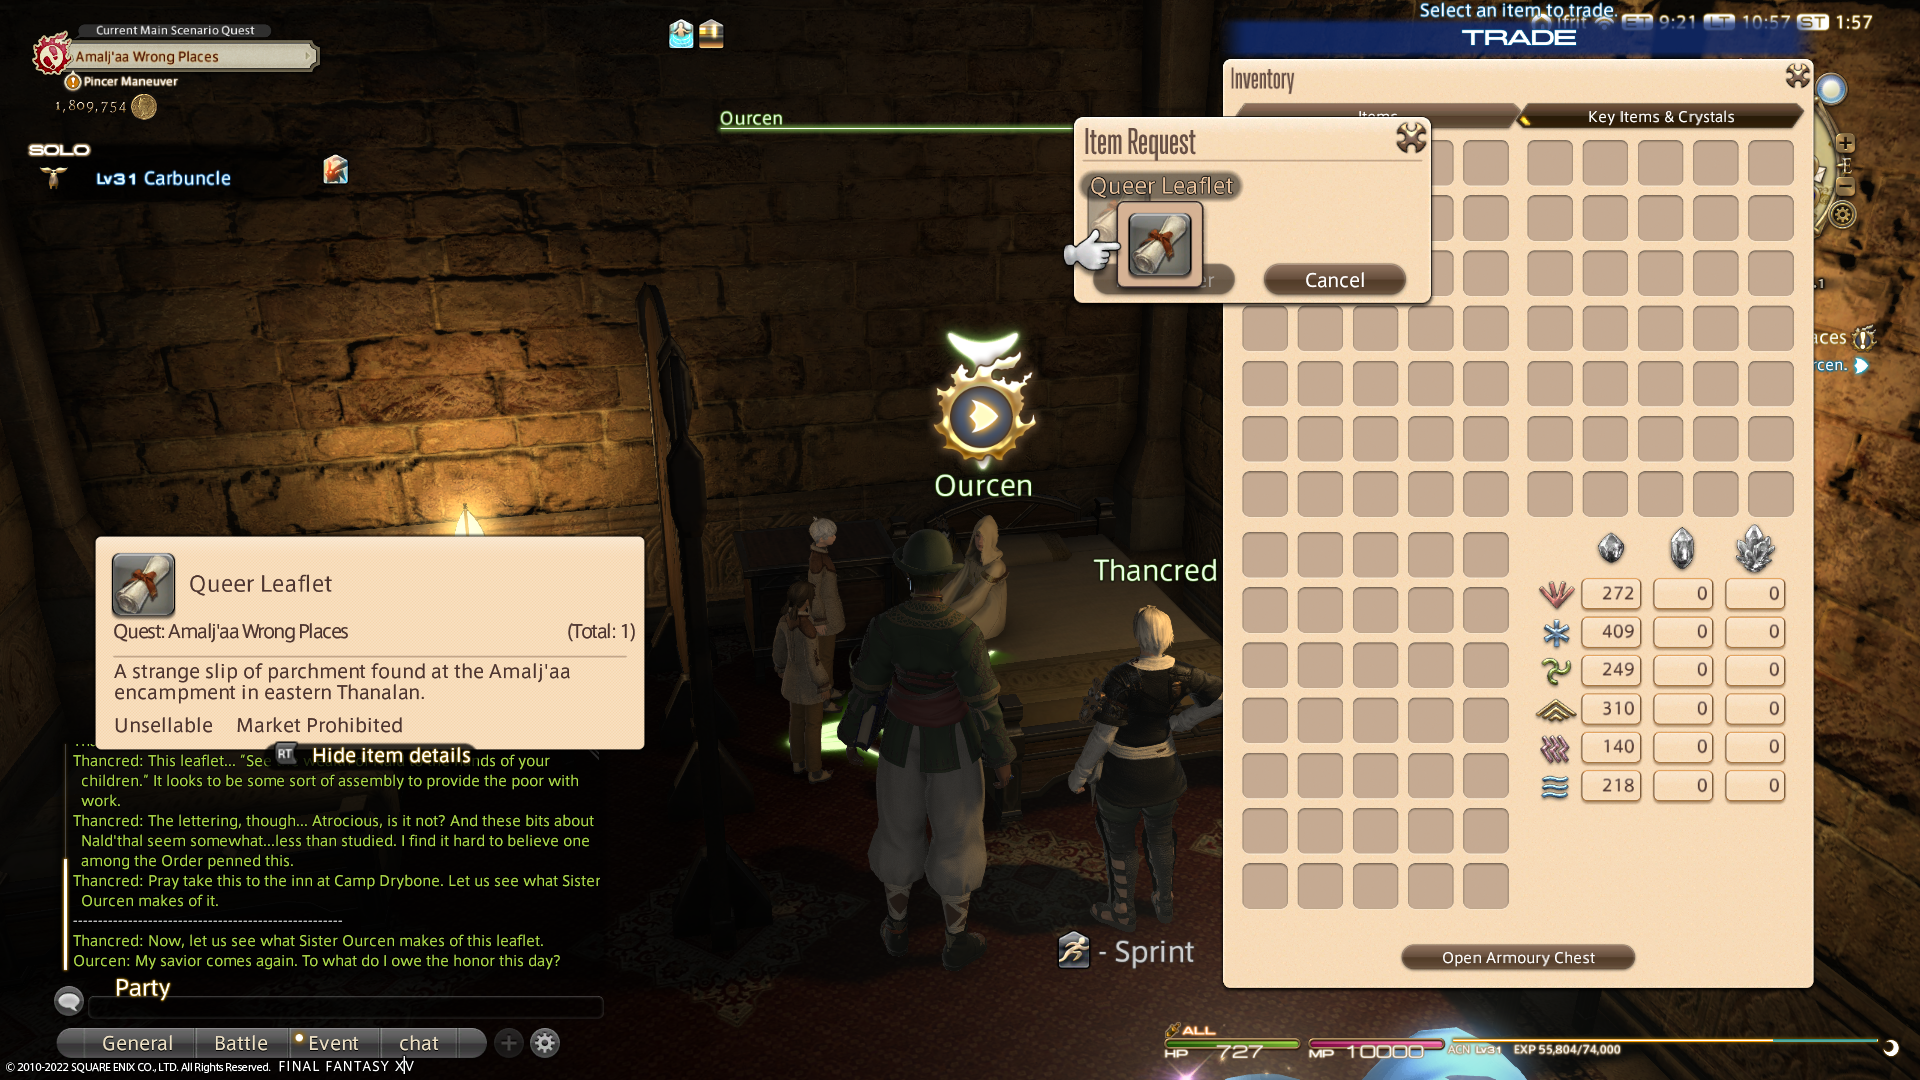 Current Main Scenario Quest
Amalj'aa Wrong Places
Pincer Maneuver
1,809,754
SOLO
Lv31 Carbuncle
Ourcen
Select an item to trade.
Ifrit ET 9:21 LT 10:57 ST 1:57
TRADE
Inventory
Items
Key Items & Crystals
Item Request
Queer Leaflet
Cancel
E
Ourcen
Thancred
Queer Leaflet
Quest: Amalj'aa Wrong Places (Total: 1)
A strange slip of parchment found at the Amalj'aa
encampment in eastern Thanalan.
Unsellable Market Prohibited
RT Hide item details
272 0 0
409 0 0
249 0 0
310 0 0
140 0 0
218 0 0
Open Armoury Chest
Thancred: This leaflet... "See of your
children." It looks to be some sort of assembly to provide the poor with
work.
Thancred: The lettering, though... Atrocious, is it not? And these bits about
Nald'thal seem somewhat...less than studied. I find it hard to believe one
among the Order penned this.
Thancred: Pray take this to the inn at Camp Drybone. Let us see what Sister
Ourcen makes of it.
------------------------------------------------------
Thancred: Now, let us see what Sister Ourcen makes of this leaflet.
Ourcen: My savior comes again. To what do I owe the honor this day?
- Sprint
Party
General Battle Event chat
ALL
HP 727 MP 10000 ACN Lv31 EXP 55,804/74,000
© 2010-2022 SQUARE ENIX CO., LTD. All Rights Reserved. FINAL FANTASY XIV